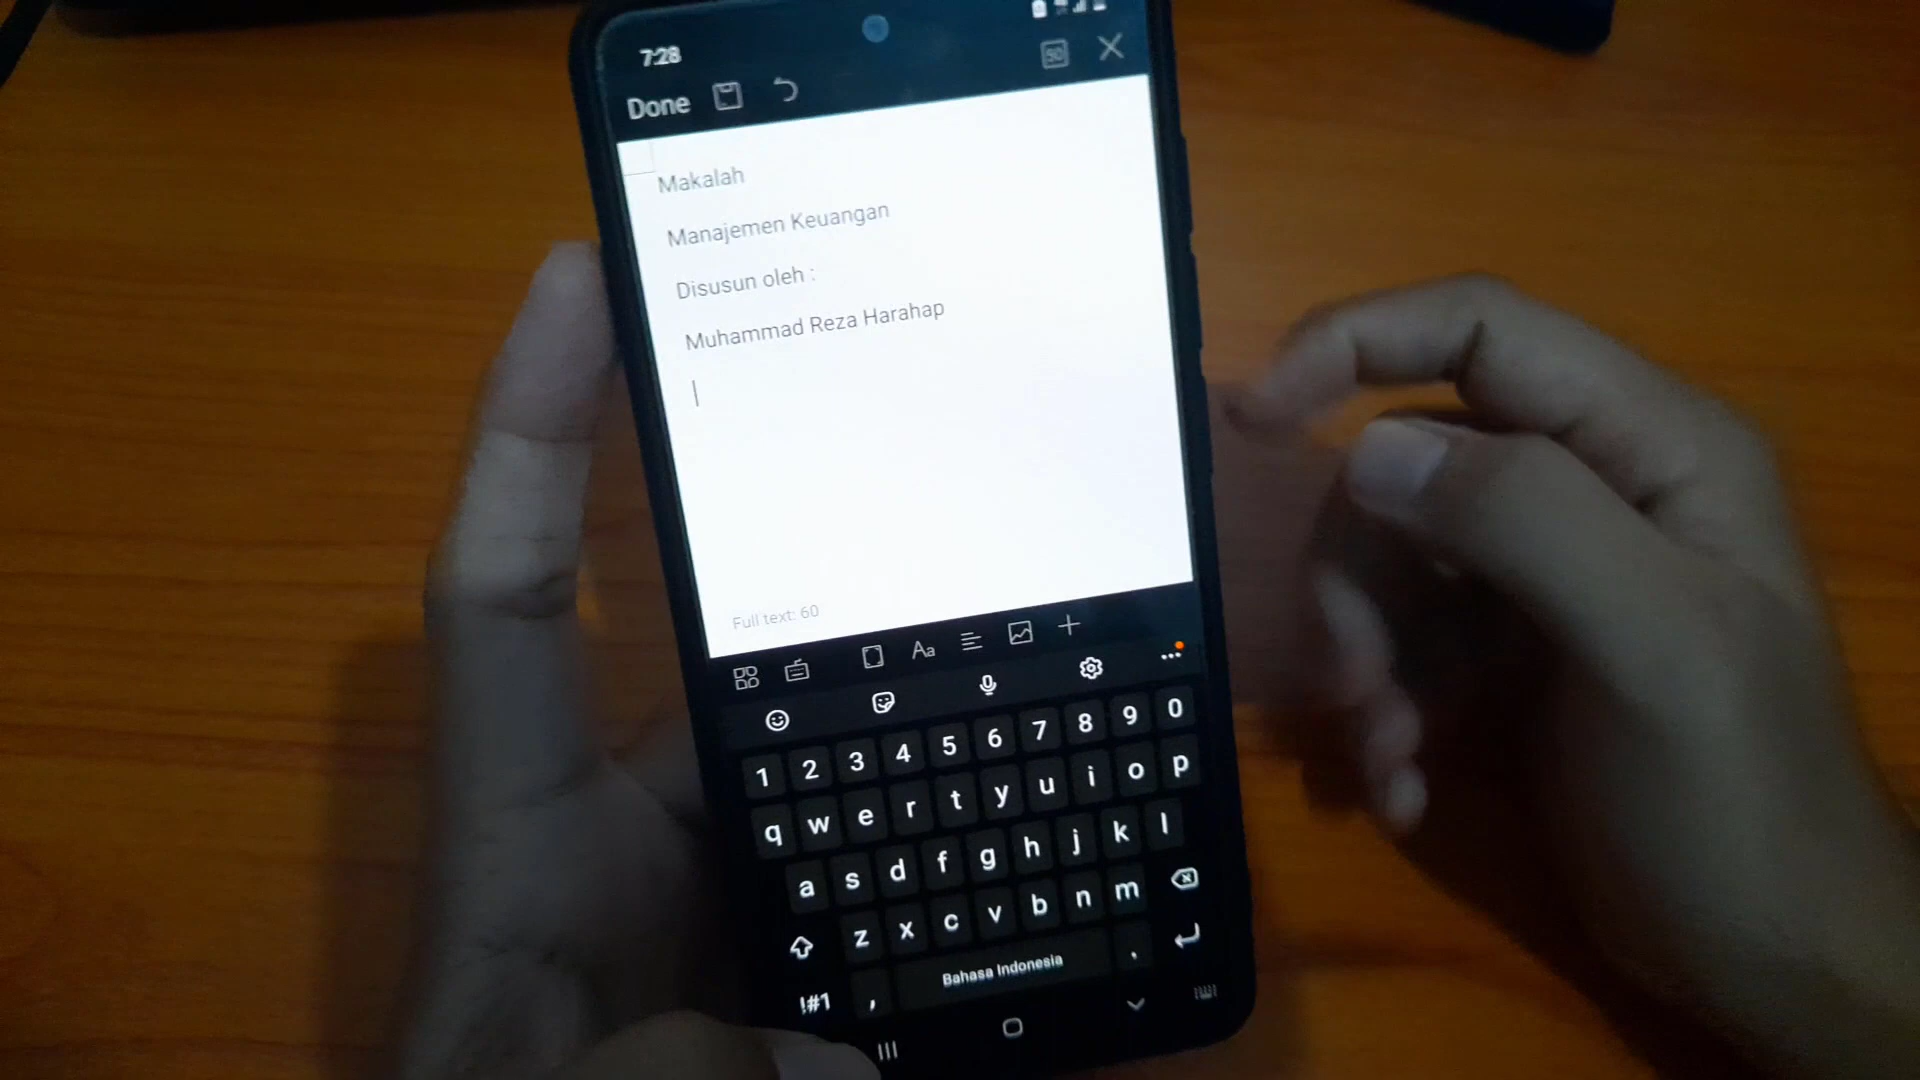 7:28
Done
Makalah
Manajemen Keuangan
Disusun oleh :
Muhammad Reza Harahap
Full text: 60
Aa
1 2 3 4 5 6 7 8 9 0
q w e r t y u i o p
a s d f g h j k l
z x c v b n m
!#1 , Bahasa Indonesia .